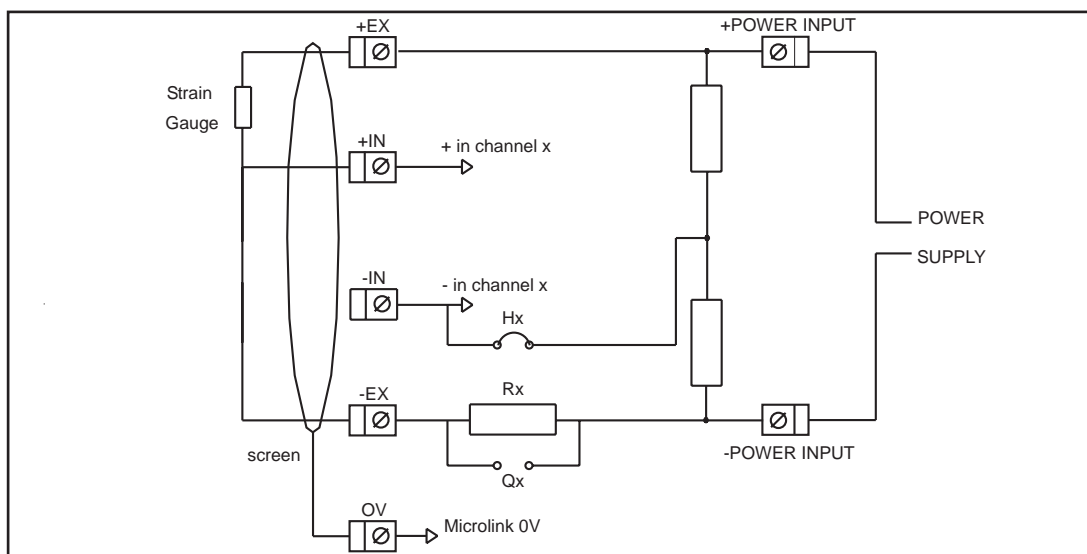 +EX
+POWER INPUT
Strain
Gauge
+IN
+ in channel x
POWER
SUPPLY
-IN
- in channel x
Hx
-EX
Rx
screen
-POWER INPUT
Qx
OV
Microlink 0V